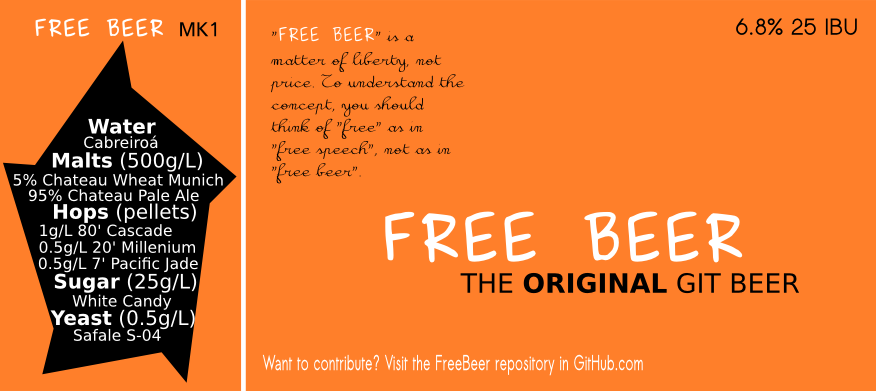 FREE BEER MK1
Water
Cabreiroá
Malts (500g/L)
5% Chateau Wheat Munich
95% Chateau Pale Ale
Hops (pellets)
1g/L 80' Cascade
0.5g/L 20' Millenium
0.5g/L 7' Pacific Jade
Sugar (25g/L)
White Candy
Yeast (0.5g/L)
Safale S-04
"FREE BEER" is a
matter of liberty, not
price. To understand the
concept, you should
think of "free" as in
"free speech", not as in
"free beer".
6.8% 25 IBU
FREE BEER
THE ORIGINAL GIT BEER
Want to contribute? Visit the FreeBeer repository in GitHub.com